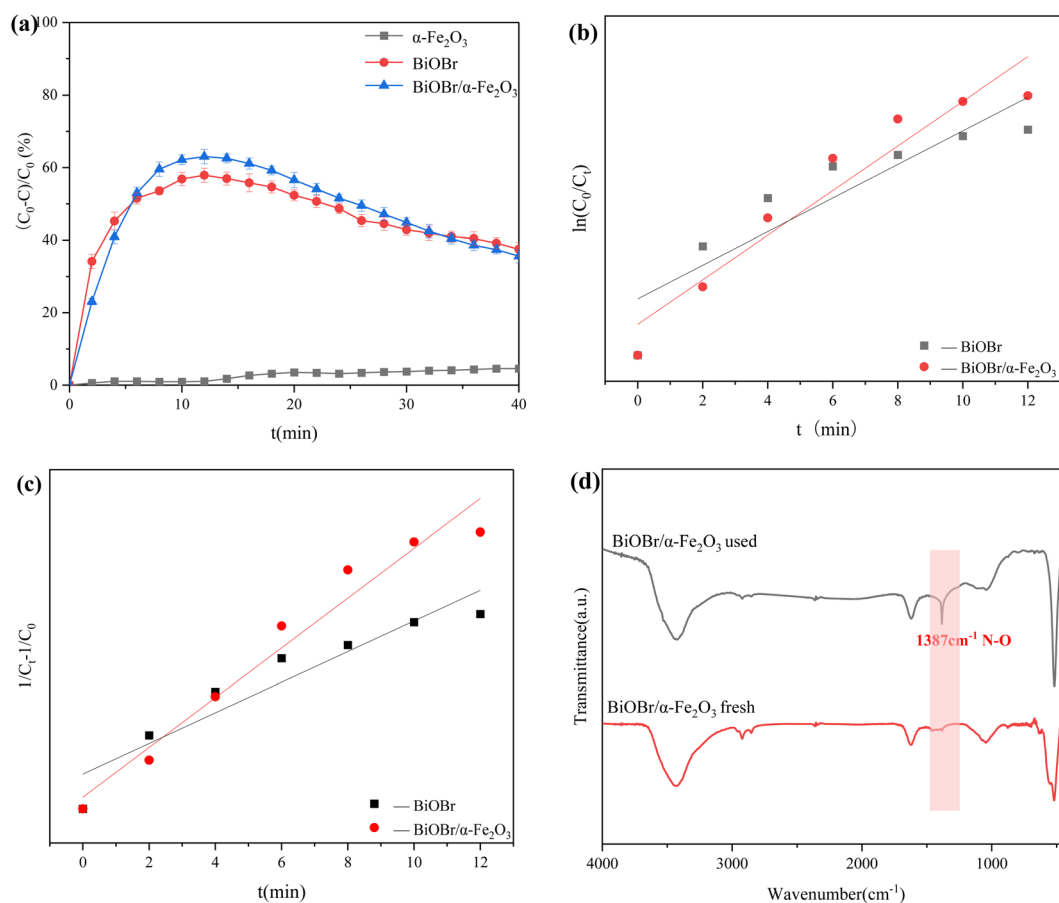 (a)
α-Fe₂O₃
BiOBr
BiOBr/α-Fe₂O₃
100
80
60
40
20
0
(C₀-C)/C₀ (%)
0 10 20 30 40
t(min)
(b)
ln(C₀/Cₜ)
— BiOBr
— BiOBr/α-Fe₂O₃
0 2 4 6 8 10 12
t (min)
(c)
1/Cₜ-1/C₀
— BiOBr
— BiOBr/α-Fe₂O₃
0 2 4 6 8 10 12
t(min)
(d)
BiOBr/α-Fe₂O₃ used
1387cm⁻¹ N-O
BiOBr/α-Fe₂O₃ fresh
Transmittance(a.u.)
4000 3000 2000 1000
Wavenumber(cm⁻¹)